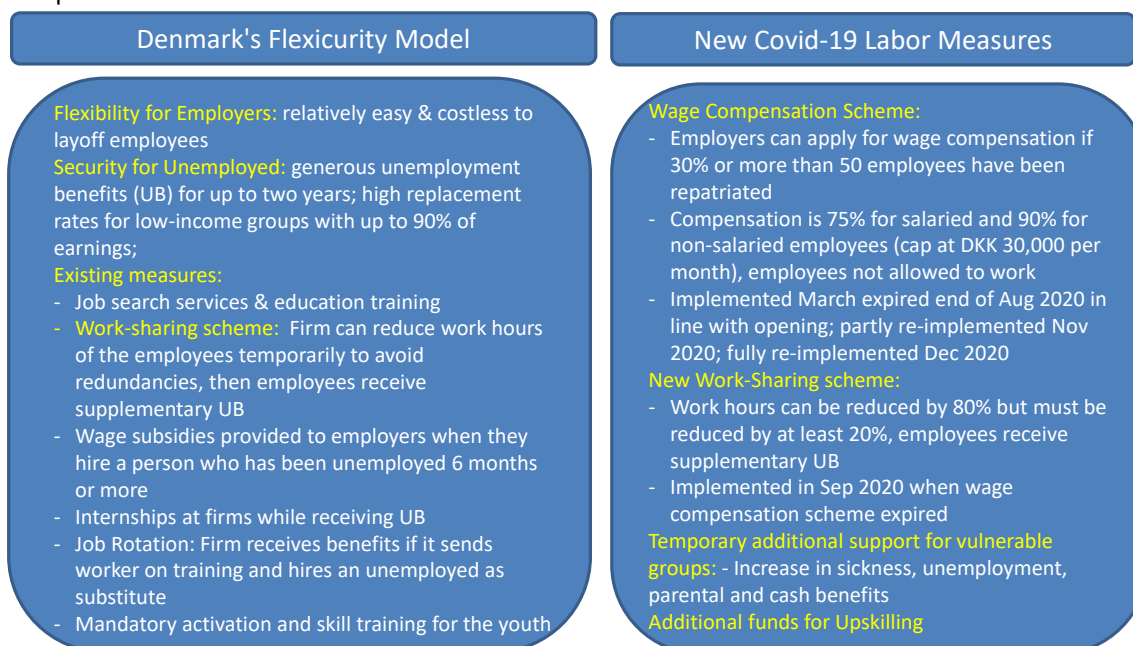 Denmark's Flexicurity Model
Flexibility for Employers: relatively easy & costless to
layoff employees
Security for Unemployed: generous unemployment
benefits (UB) for up to two years; high replacement
rates for low-income groups with up to 90% of
earnings;
Existing measures:
- Job search services & education training
- Work-sharing scheme: Firm can reduce work hours
of the employees temporarily to avoid
redundancies, then employees receive
supplementary UB
- Wage subsidies provided to employers when they
hire a person who has been unemployed 6 months
or more
- Internships at firms while receiving UB
- Job Rotation: Firm receives benefits if it sends
worker on training and hires an unemployed as
substitute
- Mandatory activation and skill training for the youth
New Covid-19 Labor Measures
Wage Compensation Scheme:
- Employers can apply for wage compensation if
30% or more than 50 employees have been
repatriated
- Compensation is 75% for salaried and 90% for
non-salaried employees (cap at DKK 30,000 per
month), employees not allowed to work
- Implemented March expired end of Aug 2020 in
line with opening; partly re-implemented Nov
2020; fully re-implemented Dec 2020
New Work-Sharing scheme:
- Work hours can be reduced by 80% but must be
reduced by at least 20%, employees receive
supplementary UB
- Implemented in Sep 2020 when wage
compensation scheme expired
Temporary additional support for vulnerable
groups: - Increase in sickness, unemployment,
parental and cash benefits
Additional funds for Upskilling